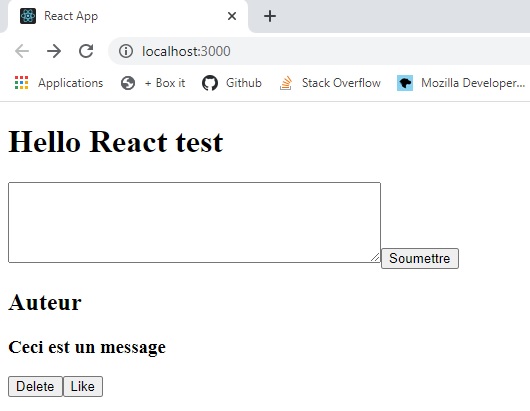 React App
localhost:3000
Applications + Box it Github Stack Overflow Mozilla Developer...
Hello React test
Soumettre
Auteur
Ceci est un message
Delete Like